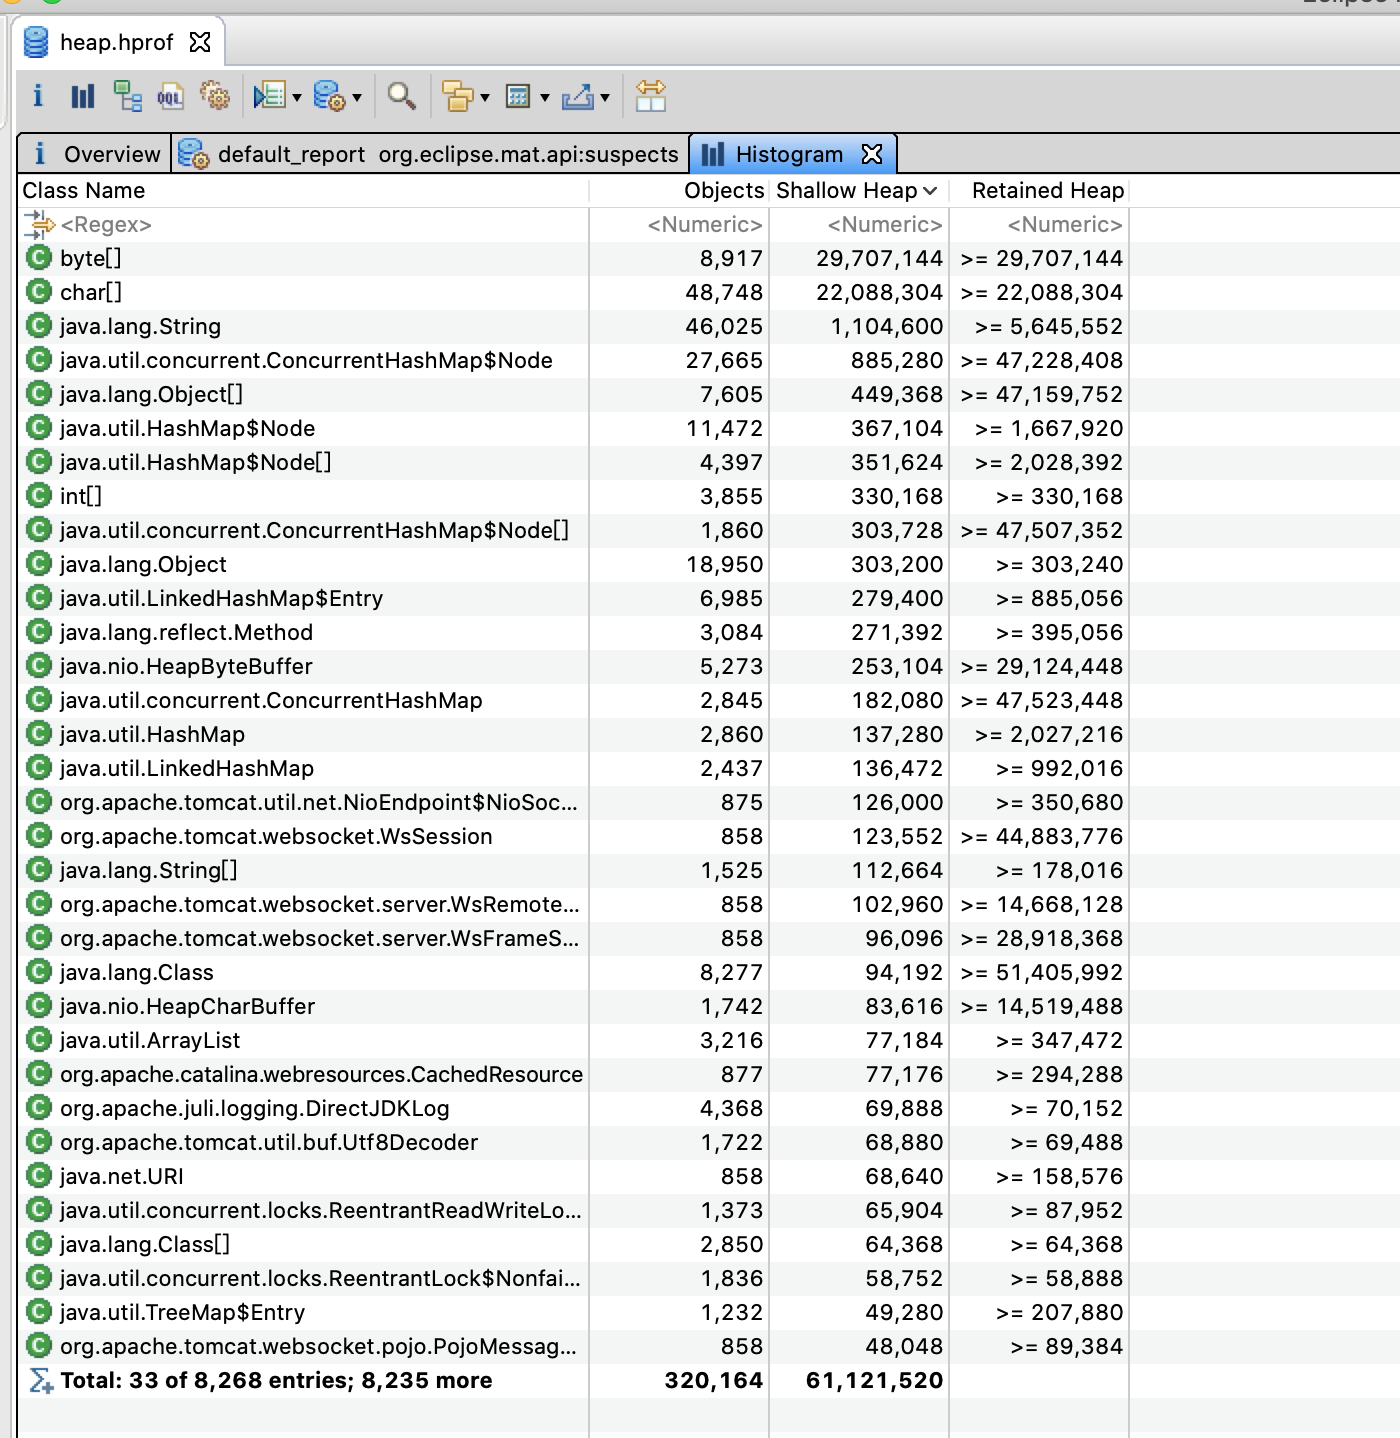 heap.hprof
Overview default_report org.eclipse.mat.api:suspects Histogram
Class Name Objects Shallow Heap Retained Heap
<Regex> <Numeric> <Numeric> <Numeric>
byte[] 8,917 29,707,144 >= 29,707,144
char[] 48,748 22,088,304 >= 22,088,304
java.lang.String 46,025 1,104,600 >= 5,645,552
java.util.concurrent.ConcurrentHashMap$Node 27,665 885,280 >= 47,228,408
java.lang.Object[] 7,605 449,368 >= 47,159,752
java.util.HashMap$Node 11,472 367,104 >= 1,667,920
java.util.HashMap$Node[] 4,397 351,624 >= 2,028,392
int[] 3,855 330,168 >= 330,168
java.util.concurrent.ConcurrentHashMap$Node[] 1,860 303,728 >= 47,507,352
java.lang.Object 18,950 303,200 >= 303,240
java.util.LinkedHashMap$Entry 6,985 279,400 >= 885,056
java.lang.reflect.Method 3,084 271,392 >= 395,056
java.nio.HeapByteBuffer 5,273 253,104 >= 29,124,448
java.util.concurrent.ConcurrentHashMap 2,845 182,080 >= 47,523,448
java.util.HashMap 2,860 137,280 >= 2,027,216
java.util.LinkedHashMap 2,437 136,472 >= 992,016
org.apache.tomcat.util.net.NioEndpoint$NioSoc... 875 126,000 >= 350,680
org.apache.tomcat.websocket.WsSession 858 123,552 >= 44,883,776
java.lang.String[] 1,525 112,664 >= 178,016
org.apache.tomcat.websocket.server.WsRemote... 858 102,960 >= 14,668,128
org.apache.tomcat.websocket.server.WsFrameS... 858 96,096 >= 28,918,368
java.lang.Class 8,277 94,192 >= 51,405,992
java.nio.HeapCharBuffer 1,742 83,616 >= 14,519,488
java.util.ArrayList 3,216 77,184 >= 347,472
org.apache.catalina.webresources.CachedResource 877 77,176 >= 294,288
org.apache.juli.logging.DirectJDKLog 4,368 69,888 >= 70,152
org.apache.tomcat.util.buf.Utf8Decoder 1,722 68,880 >= 69,488
java.net.URI 858 68,640 >= 158,576
java.util.concurrent.locks.ReentrantReadWriteLo... 1,373 65,904 >= 87,952
java.lang.Class[] 2,850 64,368 >= 64,368
java.util.concurrent.locks.ReentrantLock$Nonfai... 1,836 58,752 >= 58,888
java.util.TreeMap$Entry 1,232 49,280 >= 207,880
org.apache.tomcat.websocket.pojo.PojoMessag... 858 48,048 >= 89,384
Total: 33 of 8,268 entries; 8,235 more 320,164 61,121,520